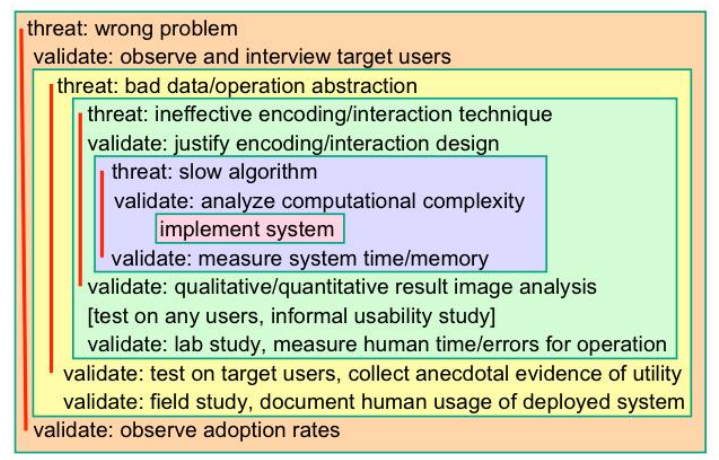 threat: wrong problem
validate: observe and interview target users
threat: bad data/operation abstraction
threat: ineffective encoding/interaction technique
validate: justify encoding/interaction design
threat: slow algorithm
validate: analyze computational complexity
implement system
validate: measure system time/memory
validate: qualitative/quantitative result image analysis
[test on any users, informal usability study]
validate: lab study, measure human time/errors for operation
validate: test on target users, collect anecdotal evidence of utility
validate: field study, document human usage of deployed system
validate: observe adoption rates